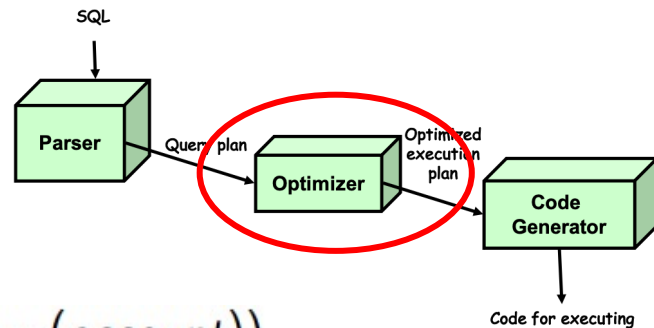 SQL
Parser
Query plan
Optimizer
Optimized
execution
plan
Code
Generator
Code for executing